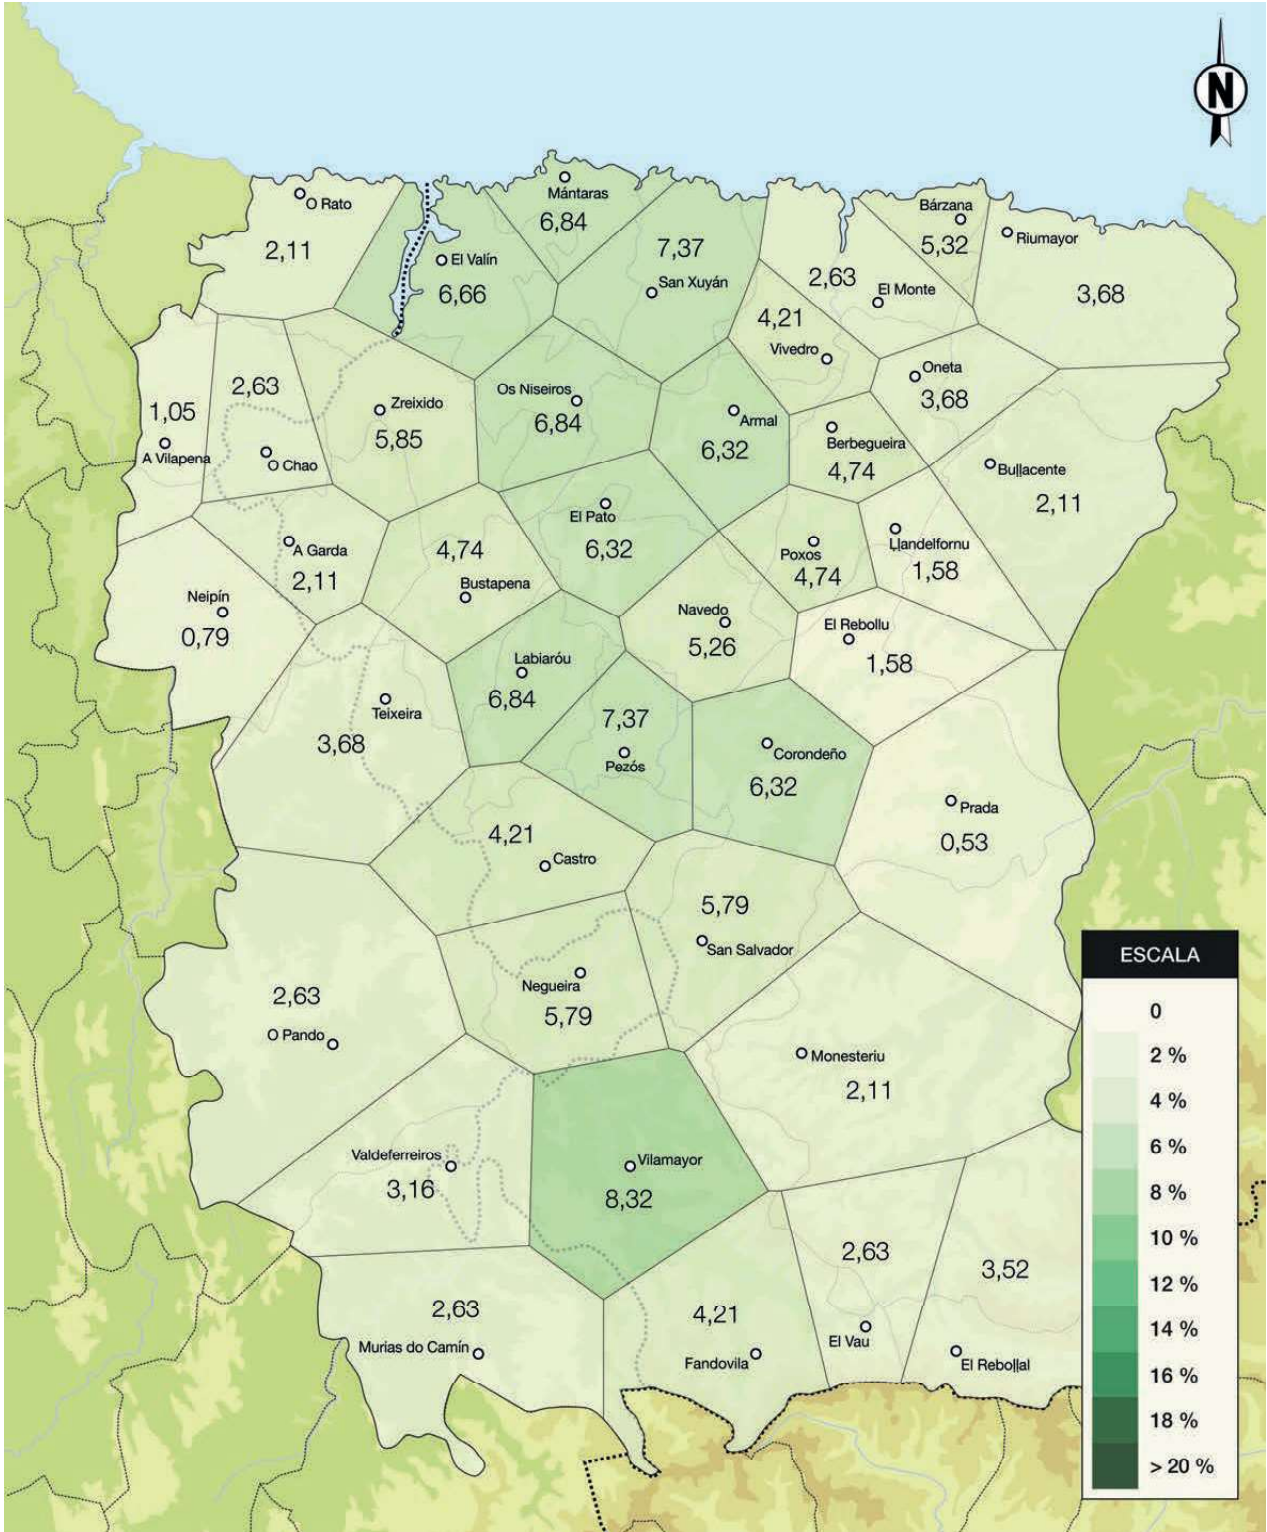 N
Mántaras
6,84
O Rato
2,11
Bárzana
5,32
Riumayor
3,68
7,37
San Xuyán
El Valín
6,66
2,63
El Monte
4,21
Vivedro
Oneta
3,68
2,63
O Chao
1,05
A Vilapena
Zreixido
5,85
Os Niseiros
6,84
Armal
6,32
Berbegueira
4,74
Buḷḷacente
2,11
El Pato
6,32
Poxos
4,74
Ḷḷandelfornu
1,58
A Garda
2,11
4,74
Bustapena
Neipín
0,79
Navedo
5,26
El Rebollu
1,58
Labiaróu
6,84
Teixeira
3,68
7,37
Pezós
Corondeño
6,32
Prada
0,53
4,21
Castro
5,79
San Salvador
Negueira
5,79
2,63
O Pando
Monesteriu
2,11
Valdeferreiros
3,16
Vilamayor
8,32
2,63
Murias do Camín
4,21
Fandovila
2,63
El Vau
3,52
El Reboḷḷal
ESCALA
0
2 %
4 %
6 %
8 %
10 %
12 %
14 %
16 %
18 %
> 20 %